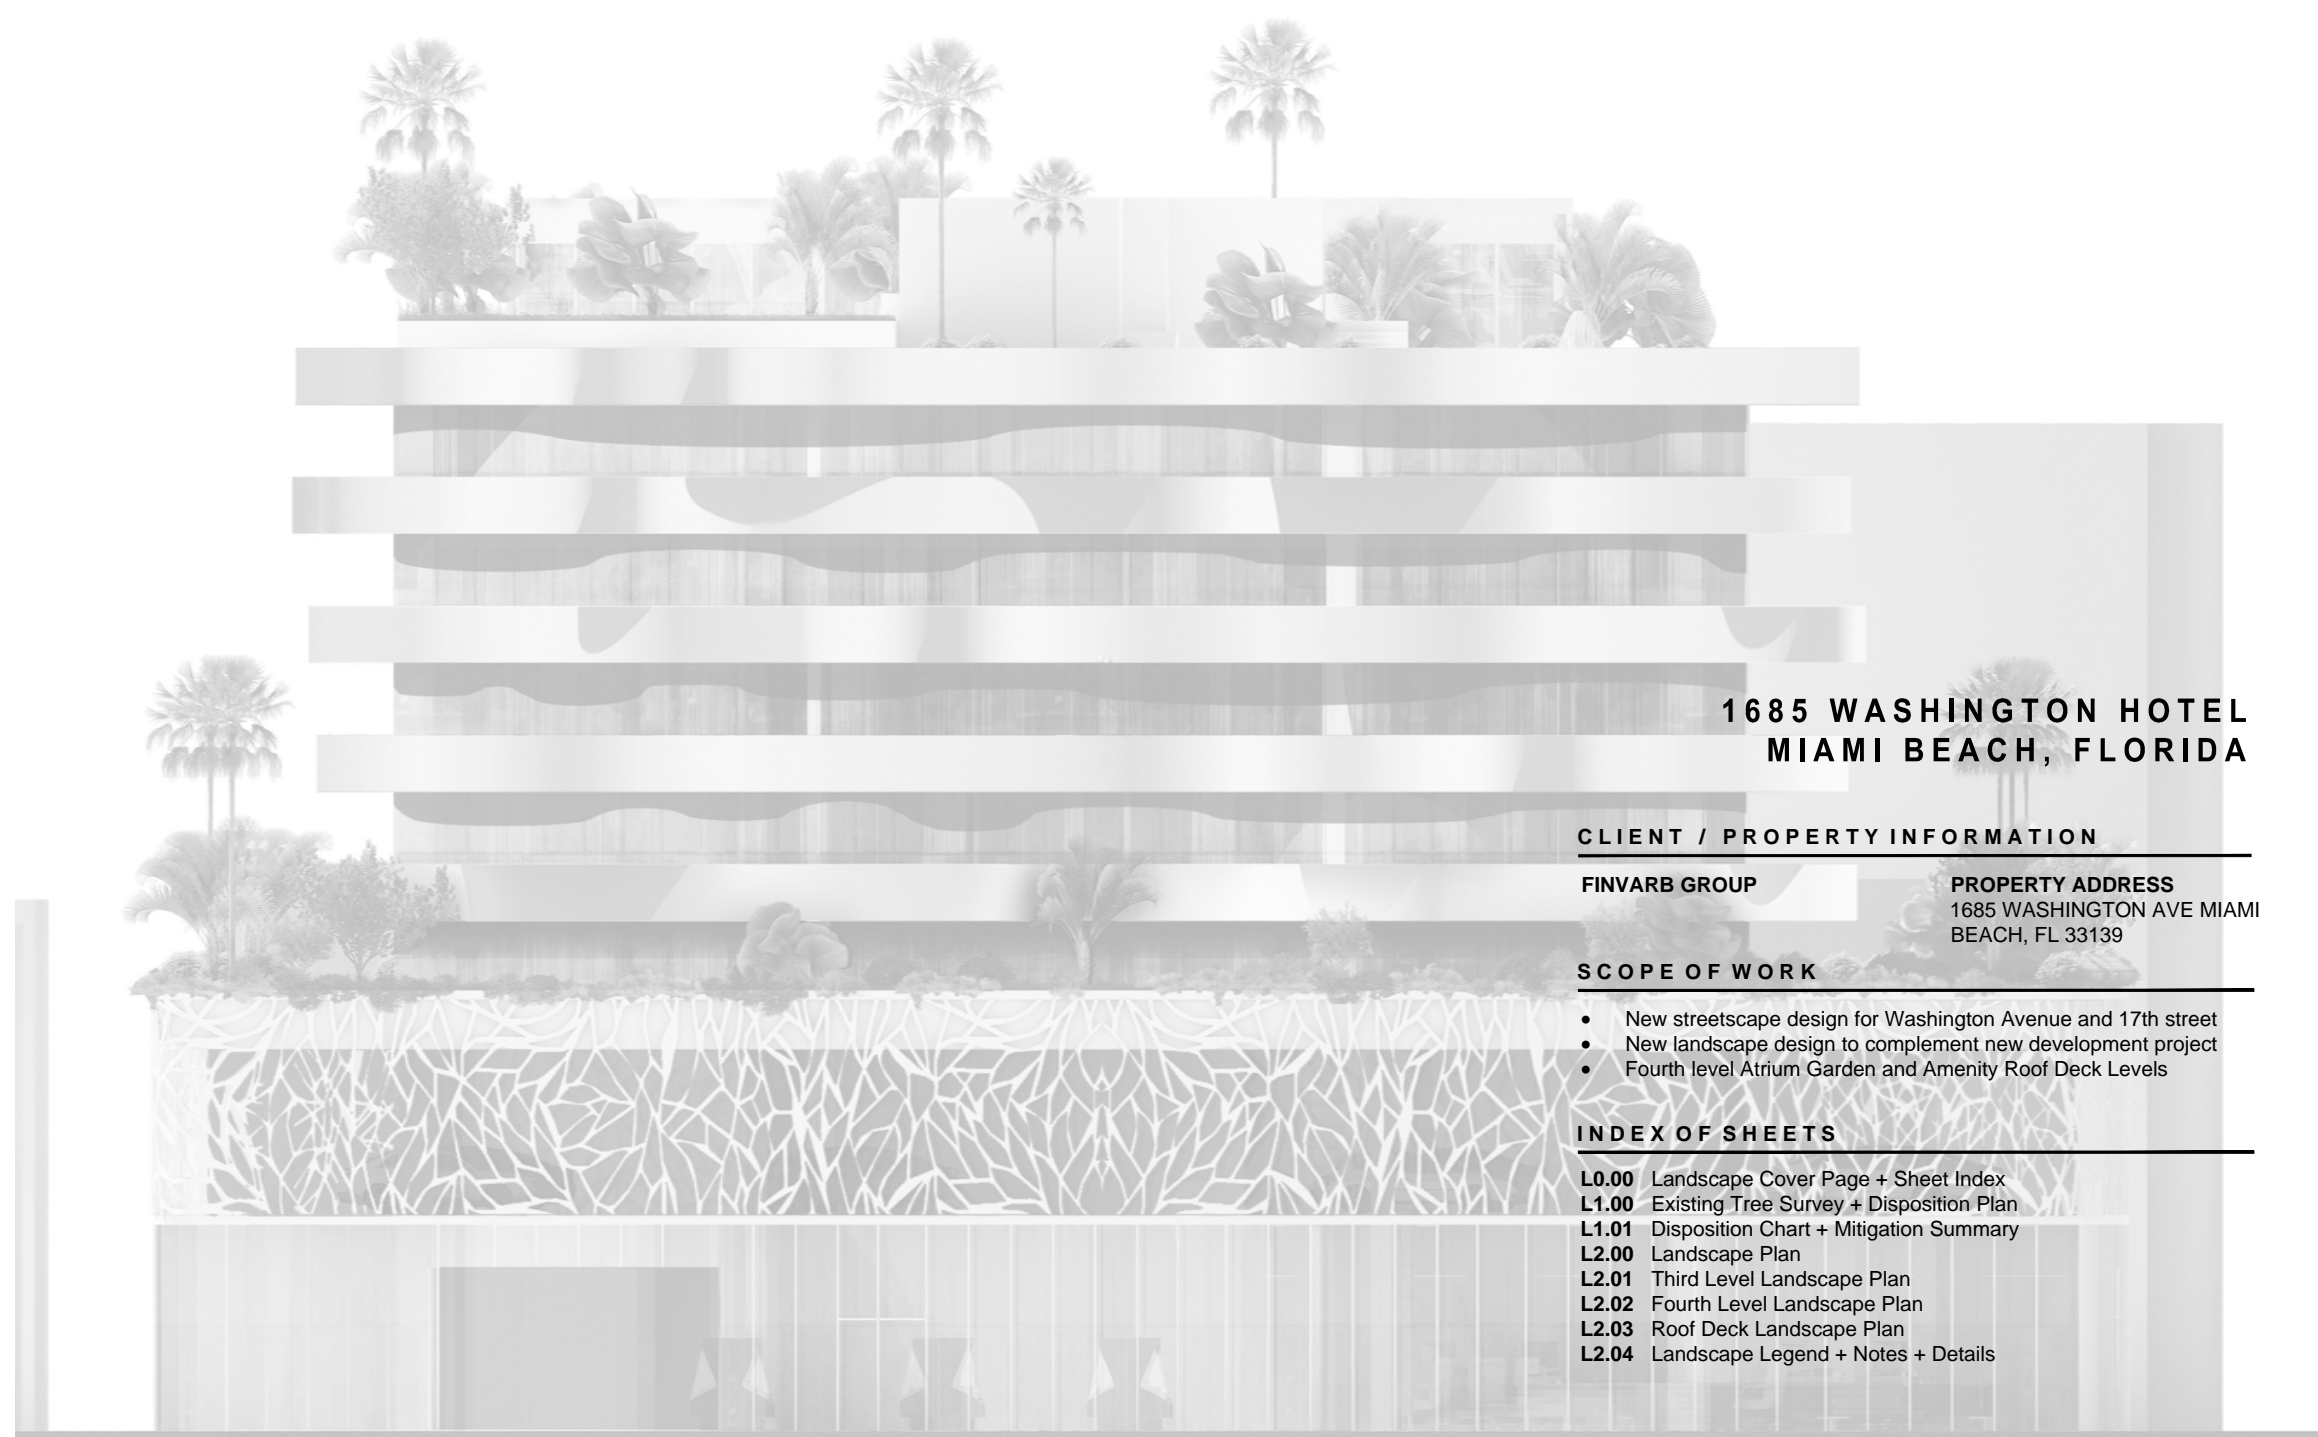 1685 WASHINGTON HOTEL
MIAMI BEACH, FLORIDA
CLIENT / PROPERTY INFORMATION
FINVARB GROUP
PROPERTY ADDRESS
1685 WASHINGTON AVE MIAMI
BEACH, FL 33139
SCOPE OF WORK
• New streetscape design for Washington Avenue and 17th street
• New landscape design to complement new development project
• Fourth level Atrium Garden and Amenity Roof Deck Levels
INDEX OF SHEETS
L0.00 Landscape Cover Page + Sheet Index
L1.00 Existing Tree Survey + Disposition Plan
L1.01 Disposition Chart + Mitigation Summary
L2.00 Landscape Plan
L2.01 Third Level Landscape Plan
L2.02 Fourth Level Landscape Plan
L2.03 Roof Deck Landscape Plan
L2.04 Landscape Legend + Notes + Details